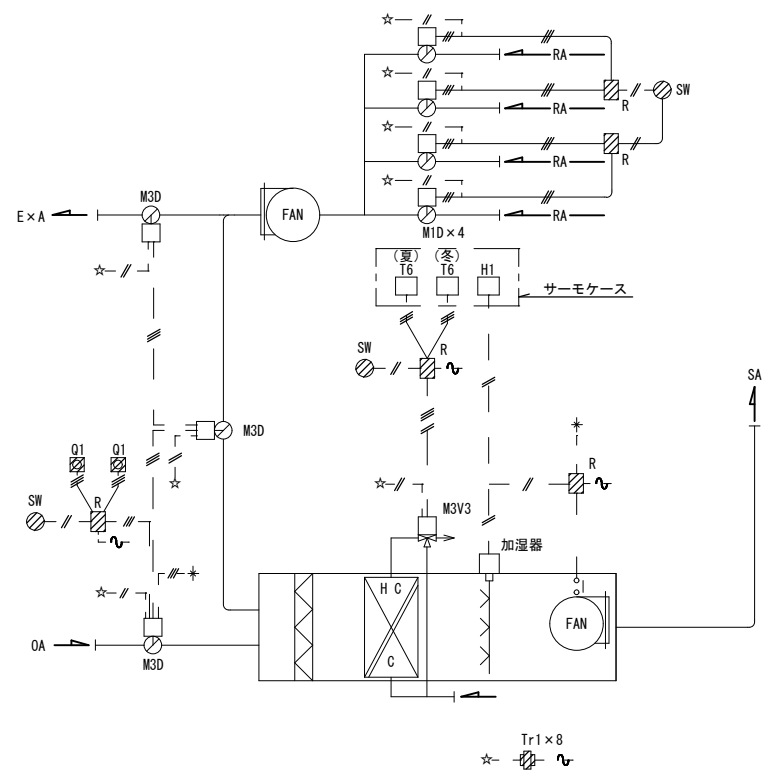 RA
SW
R
RA
RA
R
RA
M1D×4
M3D
E×A
FAN
(夏) (冬)
T6 T6 H1
サーモケース
SW
R
SA
M3D
Q1 Q1
R
SW
R
M3V3
加湿器
H C
C
FAN
OA
M3D
Tr1×8